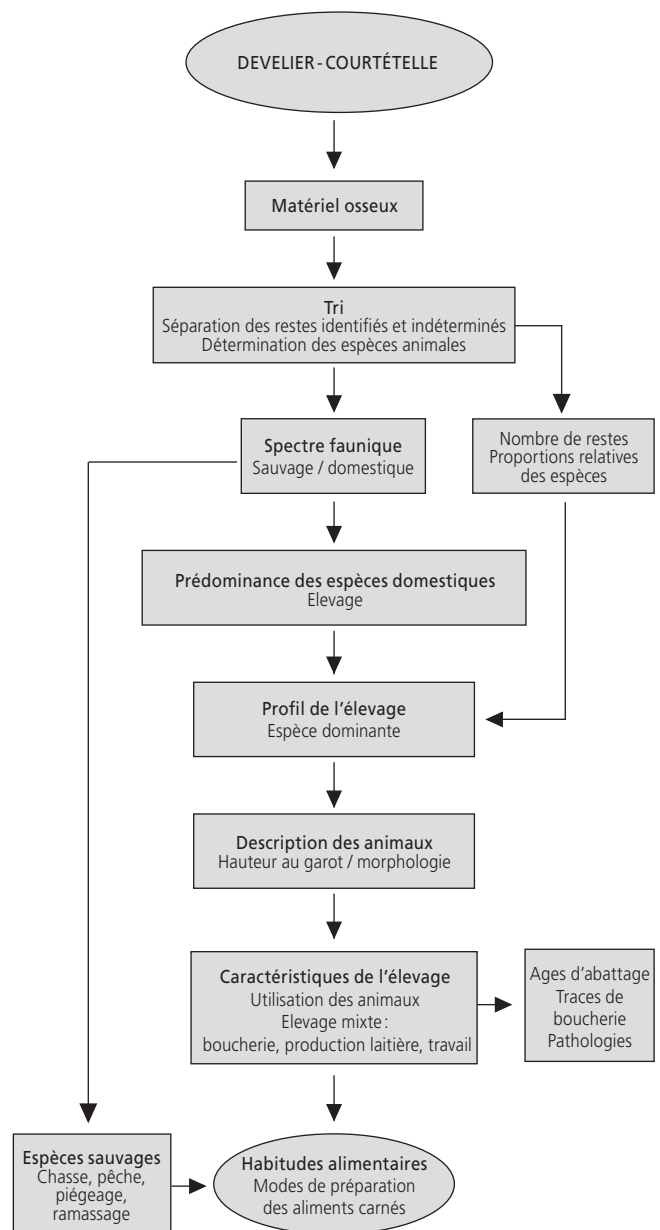 DEVELIER-COURTÉTELLE
Matériel osseux
Tri
Séparation des restes identifiés et indéterminés
Détermination des espèces animales
Spectre faunique
Sauvage / domestique
Nombre de restes
Proportions relatives
des espèces
Prédominance des espèces domestiques
Elevage
Profil de l'élevage
Espèce dominante
Description des animaux
Hauteur au garot / morphologie
Caractéristiques de l'élevage
Utilisation des animaux
Elevage mixte :
boucherie, production laitière, travail
Ages d'abattage
Traces de
boucherie
Pathologies
Espèces sauvages
Chasse, pêche,
piégeage,
ramassage
Habitudes alimentaires
Modes de préparation
des aliments carnés